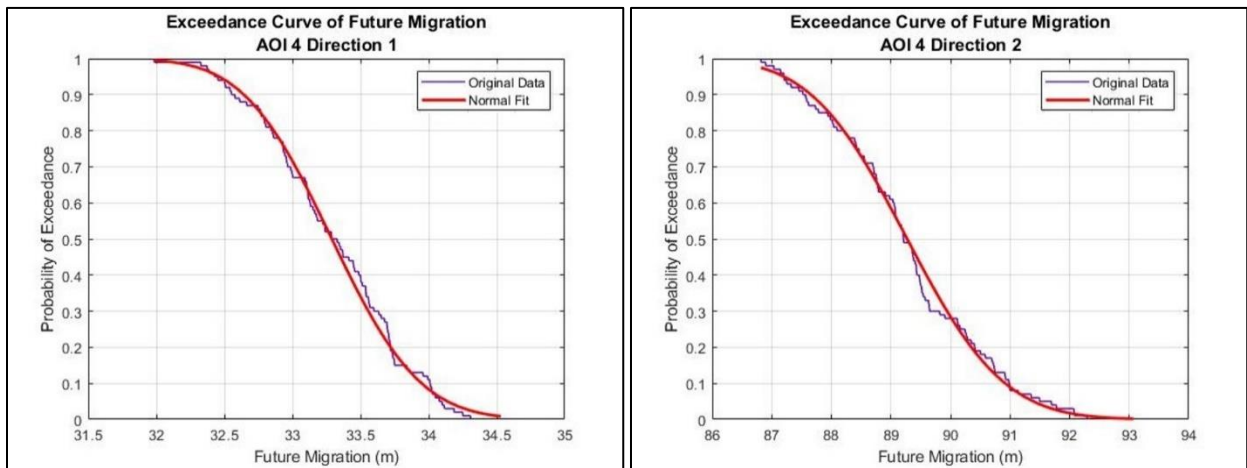 Exceedance Curve of Future Migration
AOI 4 Direction 1
1
0.9
0.8
0.7
0.6
0.5
0.4
0.3
0.2
0.1
0
Probability of Exceedance
Original Data
Normal Fit
31.5 32 32.5 33 33.5 34 34.5 35
Future Migration (m)
Exceedance Curve of Future Migration
AOI 4 Direction 2
1
0.9
0.8
0.7
0.6
0.5
0.4
0.3
0.2
0.1
0
Probability of Exceedance
Original Data
Normal Fit
86 87 88 89 90 91 92 93 94
Future Migration (m)